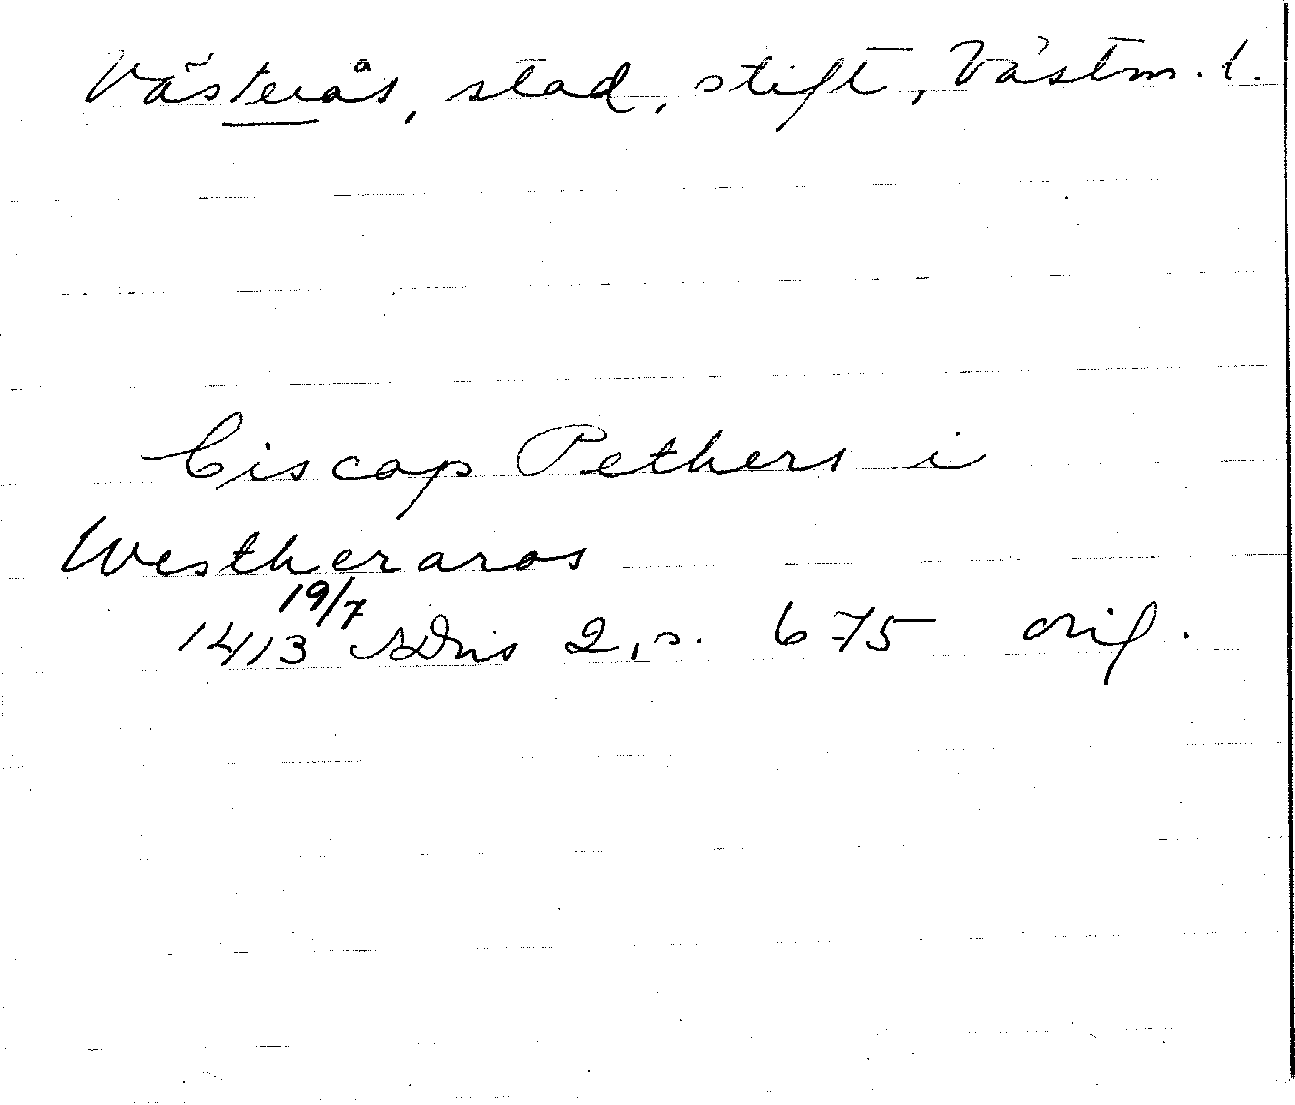 Västerås, stad, stift, Västm. l.
Biscop Pethers i
Westheraros
19/7
1413 SDns 2, s. 675 orig.